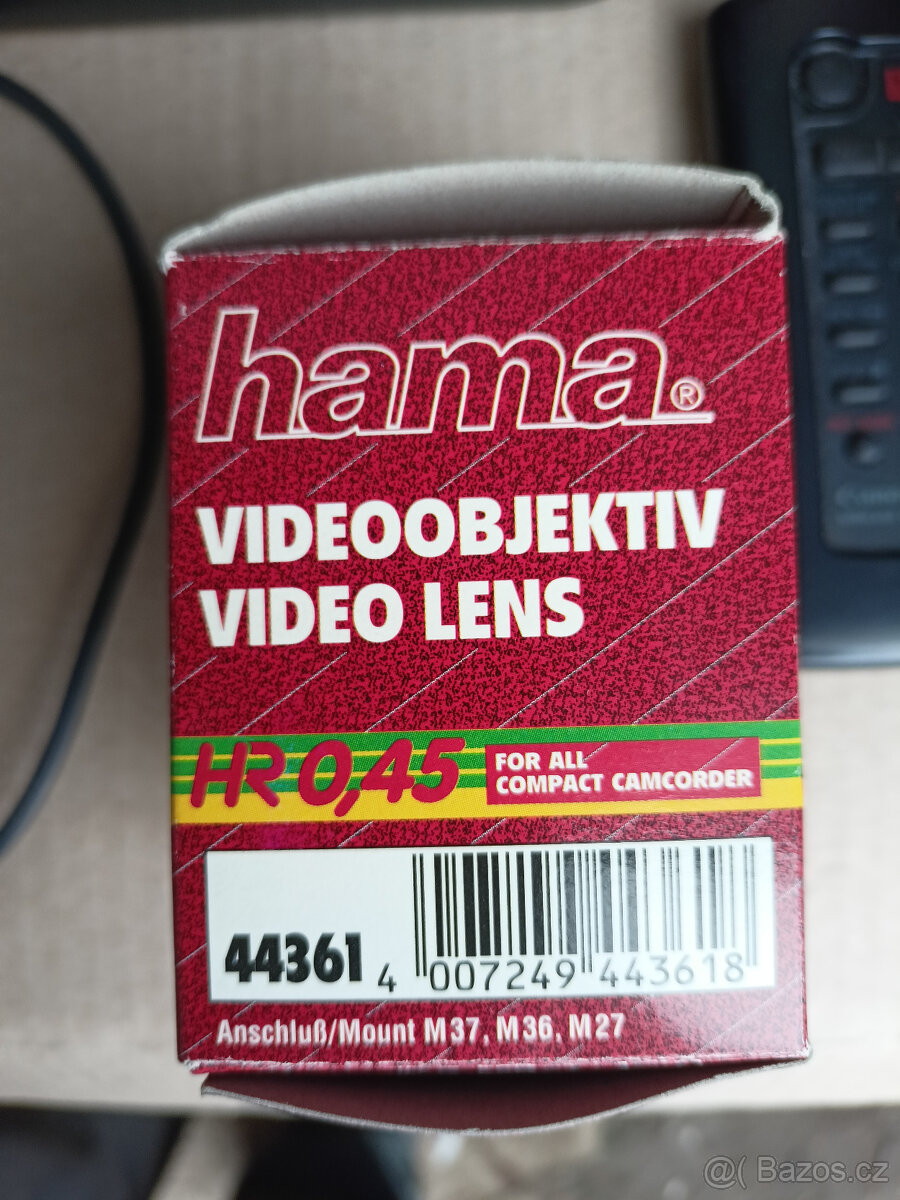 hama®
VIDEOOBJEKTIV
VIDEO LENS
HR 0,45
FOR ALL
COMPACT CAMCORDER
44361
4 007249 443618
Anschluß/Mount M37, M36, M27
@( Bazos.cz